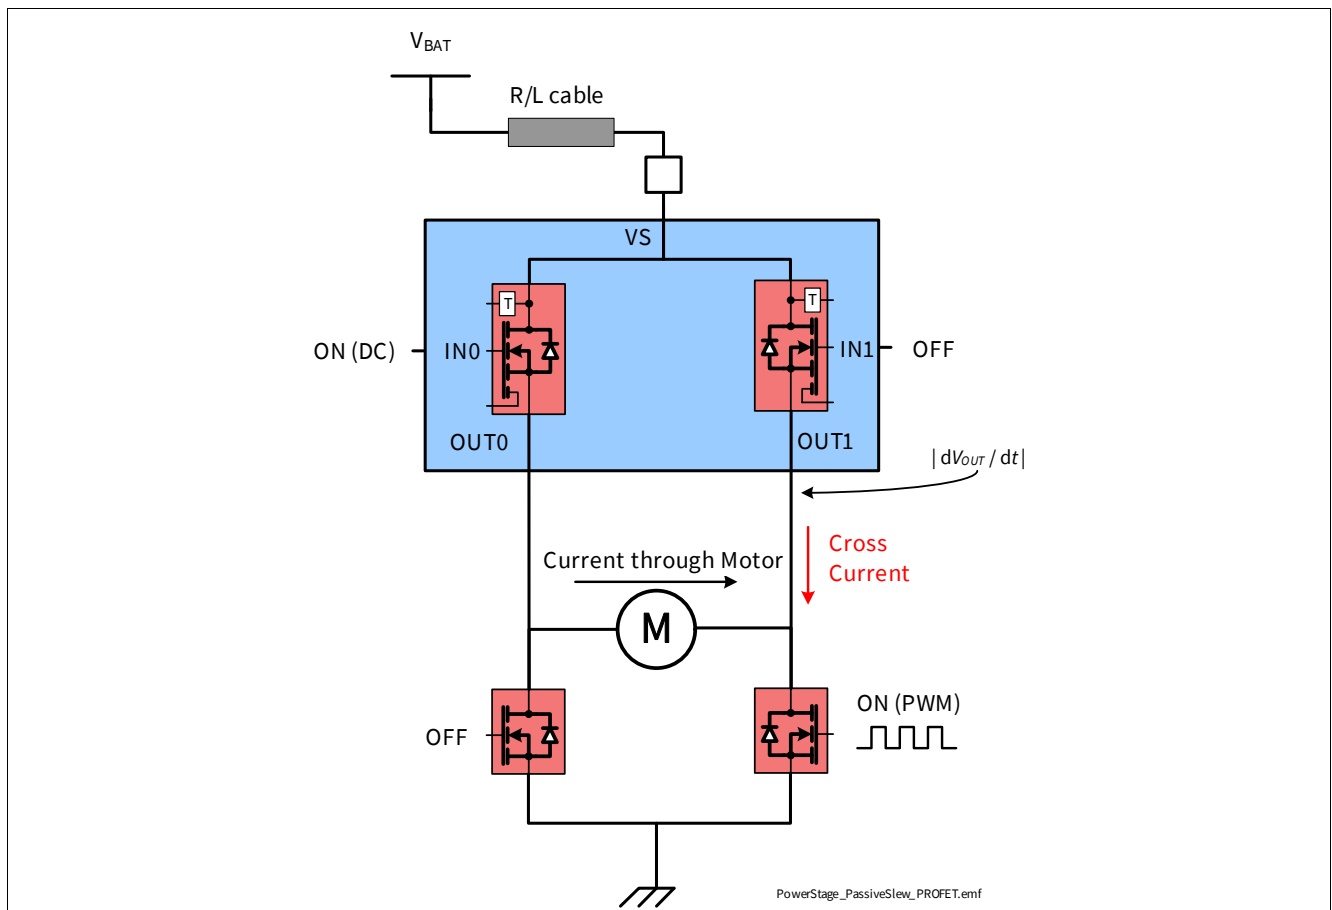 VBAT
R/L cable
VS
T
T
ON (DC)
IN0
IN1
OFF
OUT0
OUT1
|dVOUT / dt|
Cross
Current
Current through Motor
M
ON (PWM)
OFF
PowerStage_PassiveSlew_PROFET.emf